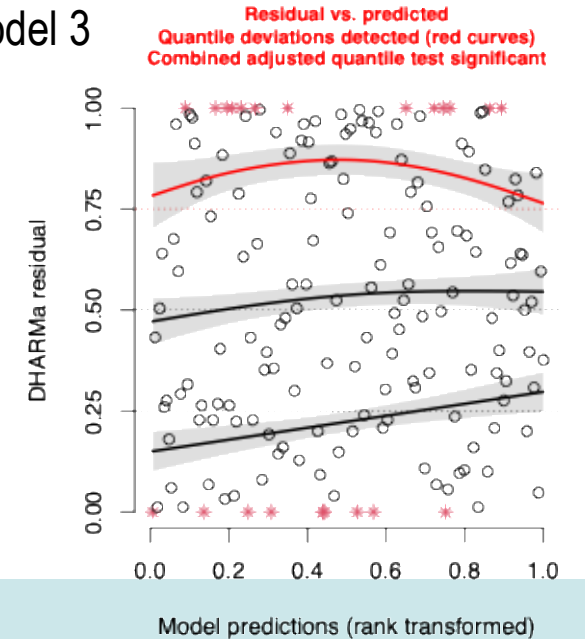 odel 3
Residual vs. predicted
Quantile deviations detected (red curves)
Combined adjusted quantile test significant
1.00
0.75
0.50
0.25
0.00
DHARMa residual
0.0 0.2 0.4 0.6 0.8 1.0
Model predictions (rank transformed)